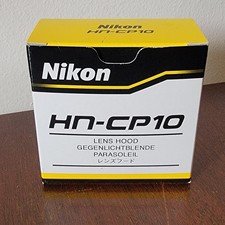 Nikon
HN-CP10
Nikon
HN-CP10
LENS HOOD
GEGENLICHTBLENDE
PARASOLEIL
レンズフード